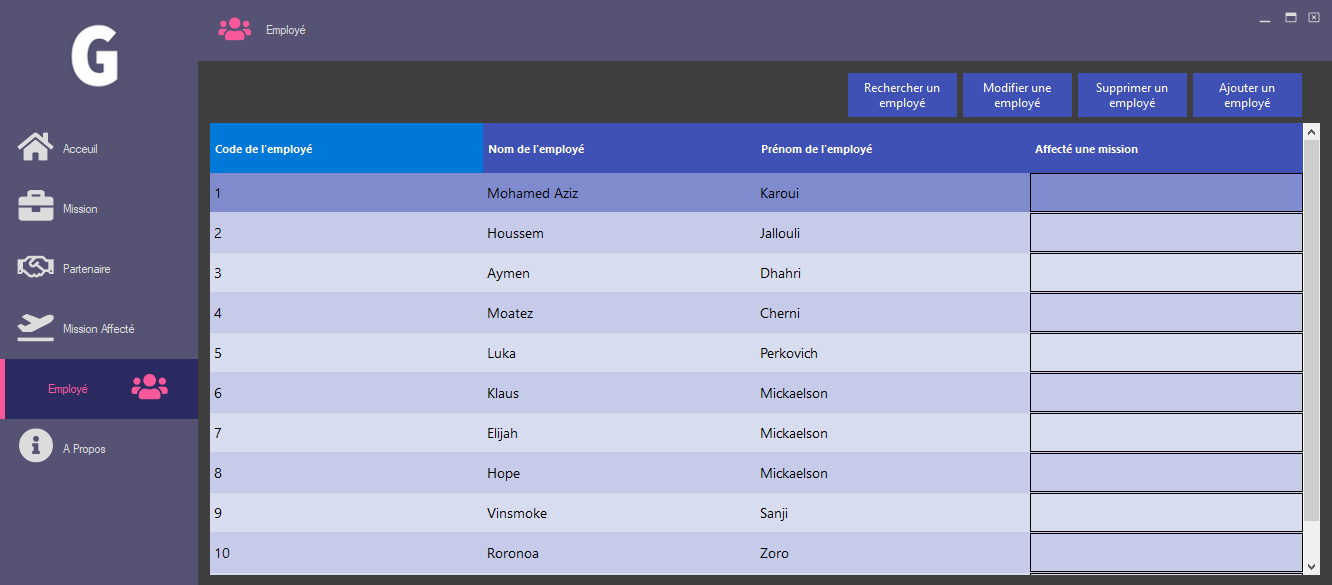 G
Employé
Acceuil
Mission
Partenaire
Mission Affecté
Employé
A Propos
Rechercher un
employé
Modifier une
employé
Supprimer un
employé
Ajouter un
employé
Code de l'employé Nom de l'employé Prénom de l'employé Affecté une mission
1 Mohamed Aziz Karoui
2 Houssem Jallouli
3 Aymen Dhahri
4 Moatez Cherni
5 Luka Perkovich
6 Klaus Mickaelson
7 Elijah Mickaelson
8 Hope Mickaelson
9 Vinsmoke Sanji
10 Roronoa Zoro